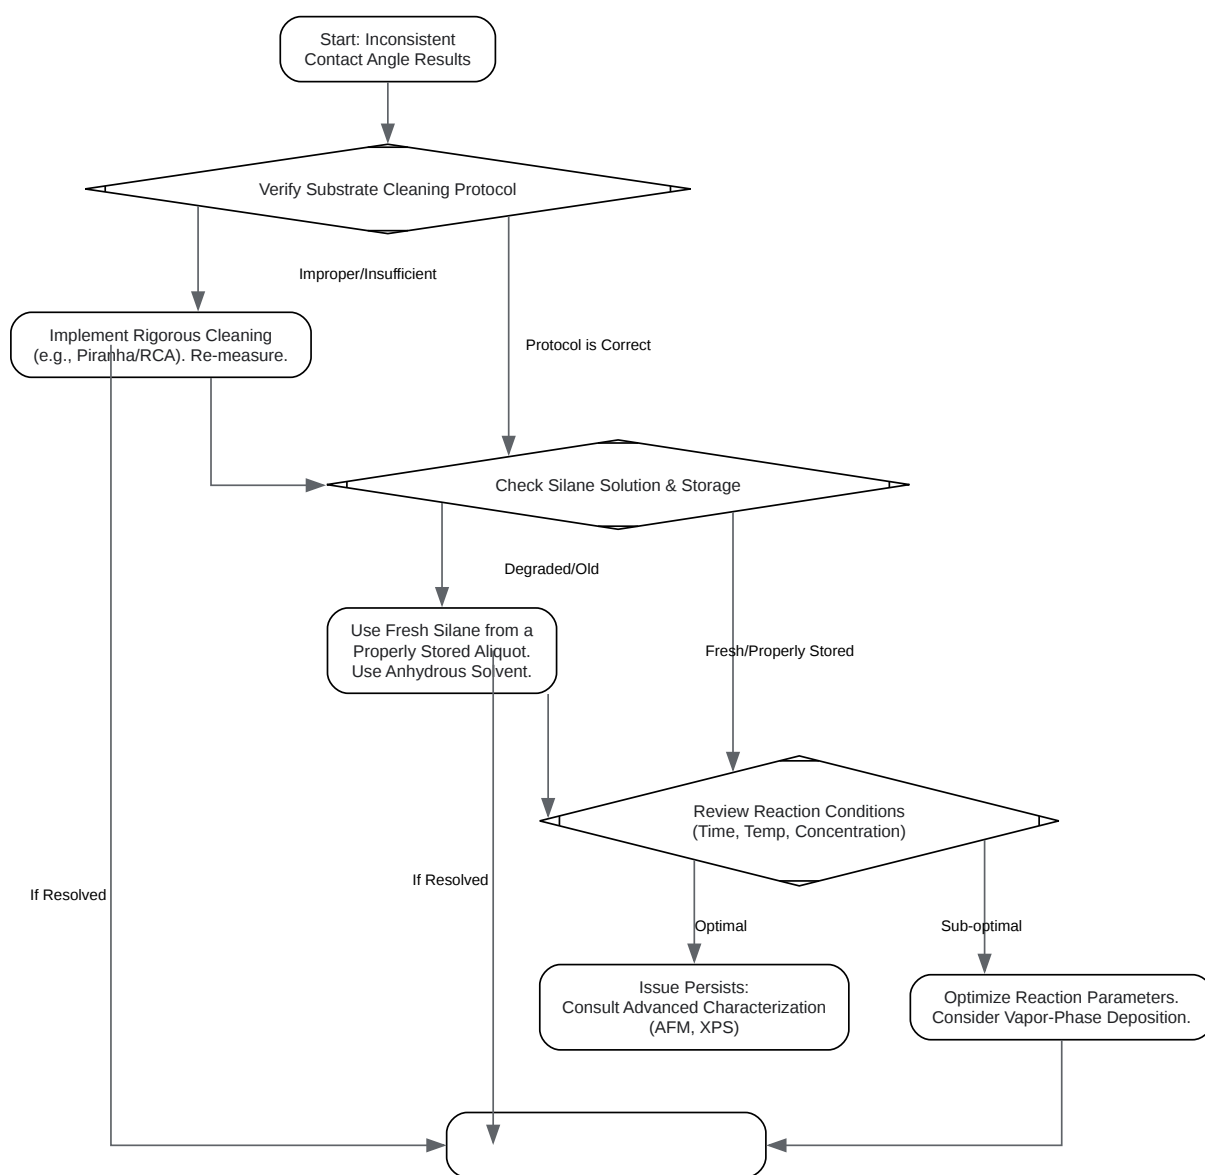 Start: Inconsistent
Contact Angle Results
Verify Substrate Cleaning Protocol
Improper/Insufficient
Implement Rigorous Cleaning
(e.g., Piranha/RCA). Re-measure.
Protocol is Correct
Check Silane Solution & Storage
Degraded/Old
Use Fresh Silane from a
Properly Stored Aliquot.
Use Anhydrous Solvent.
Fresh/Properly Stored
Review Reaction Conditions
(Time, Temp, Concentration)
If Resolved
If Resolved
Optimal
Sub-optimal
Issue Persists:
Consult Advanced Characterization
(AFM, XPS)
Optimize Reaction Parameters.
Consider Vapor-Phase Deposition.